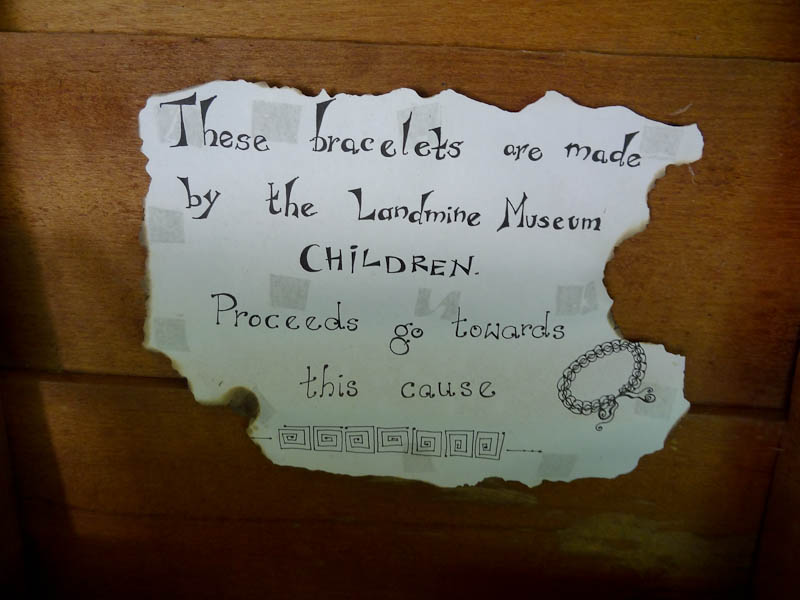 These bracelets are made
by the Landmine Museum
CHILDREN.
Proceeds go towards
this cause